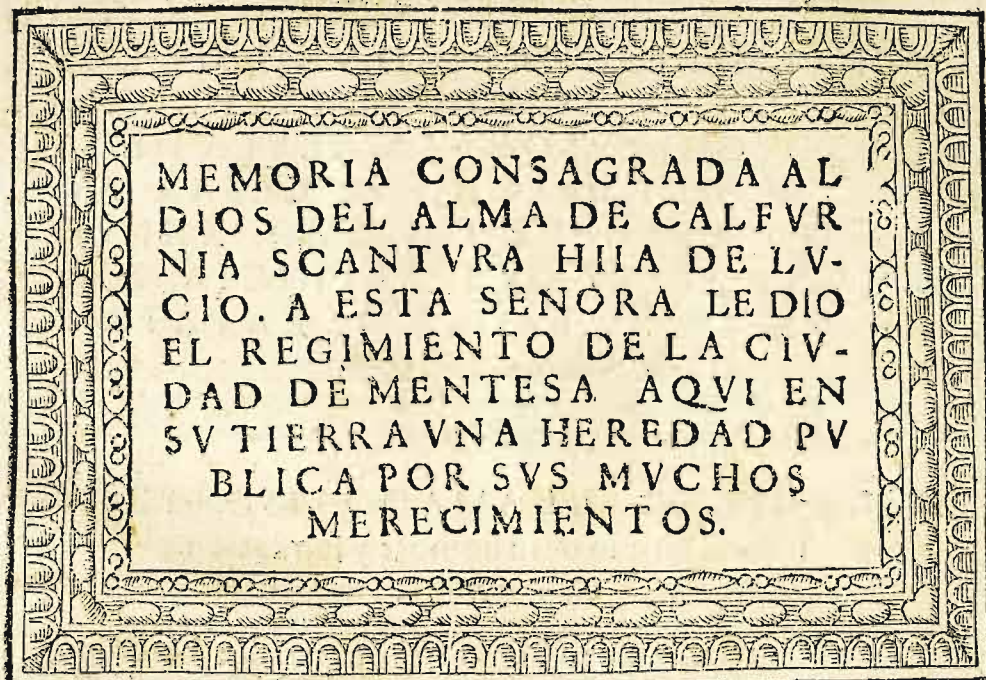 MEMORIA CONSAGRADA AL
DIOS DEL ALMA DE CALFVR
NIA SCANTVRA HIIA DE LV-
CIO. A ESTA SENORA LE DIO
EL REGIMIENTO DE LA CIV-
DAD DE MENTESA AQVI EN
SV TIERRA VNA HEREDAD PV
BLICA POR SVS MVCHOS
MERECIMIENTOS.